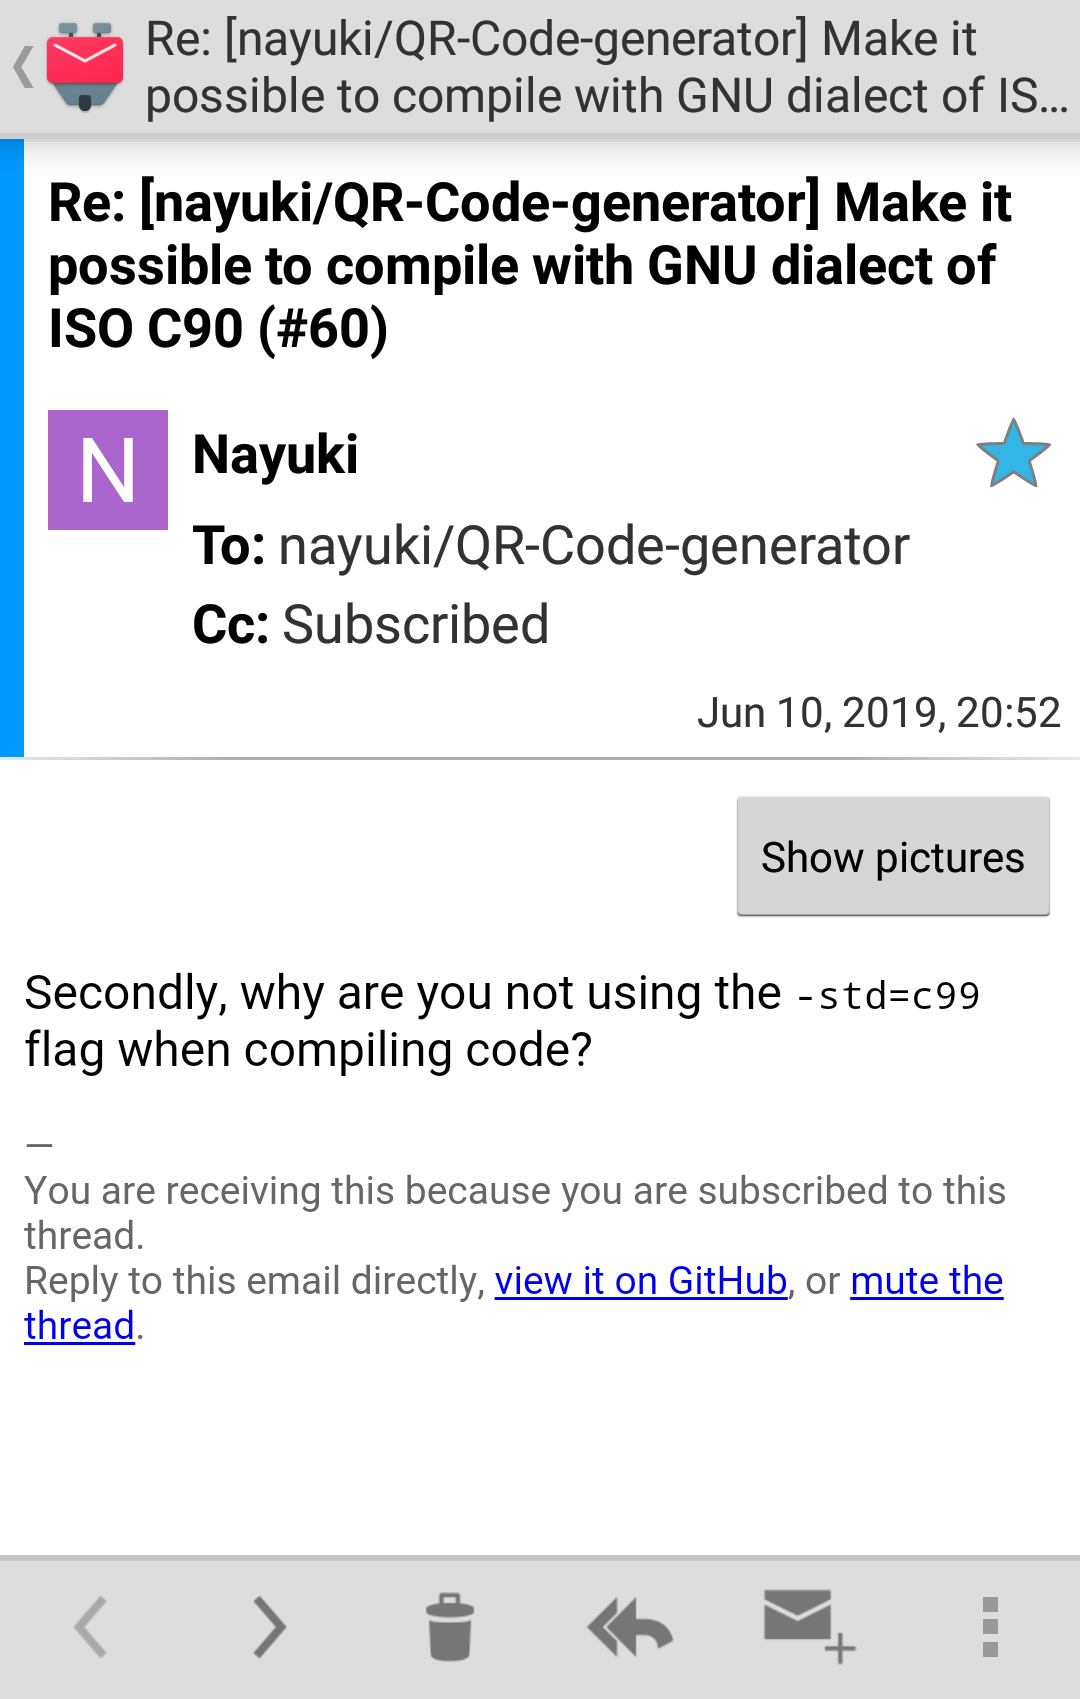 Re: [nayuki/QR-Code-generator] Make it
possible to compile with GNU dialect of IS...
Re: [nayuki/QR-Code-generator] Make it
possible to compile with GNU dialect of
ISO C90 (#60)
N
Nayuki
To: nayuki/QR-Code-generator
Cc: Subscribed
Jun 10, 2019, 20:52
Show pictures
Secondly, why are you not using the -std=c99
flag when compiling code?
—
You are receiving this because you are subscribed to this
thread.
Reply to this email directly, view it on GitHub, or mute the
thread.